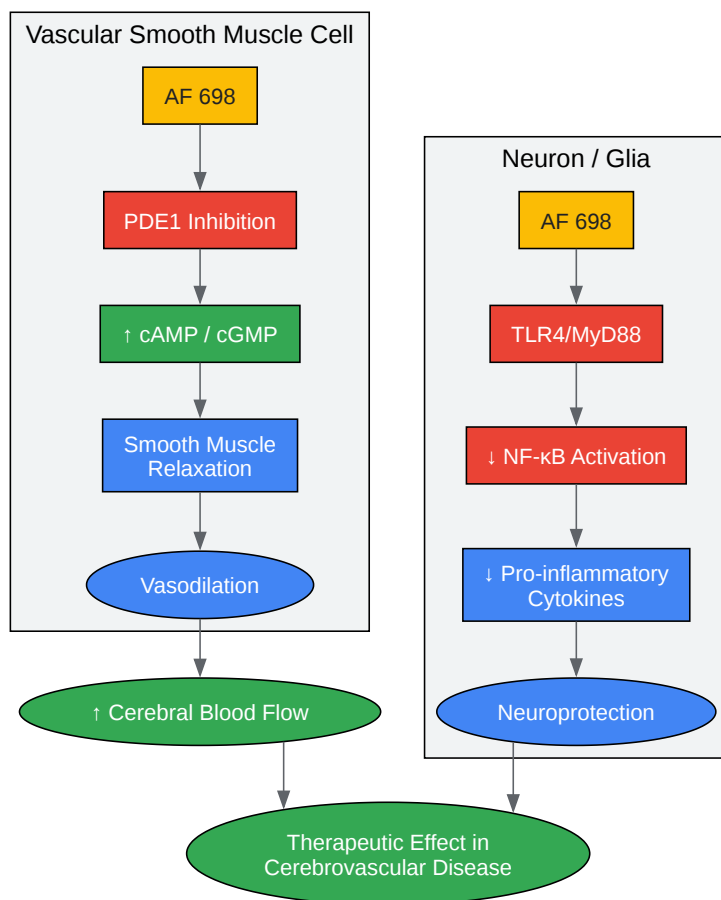 Vascular Smooth Muscle Cell
AF 698
PDE1 Inhibition
↑ cAMP / cGMP
Smooth Muscle
Relaxation
Vasodilation
↑ Cerebral Blood Flow
Neuron / Glia
AF 698
TLR4/MyD88
↓ NF-κB Activation
↓ Pro-inflammatory
Cytokines
Neuroprotection
Therapeutic Effect in
Cerebrovascular Disease